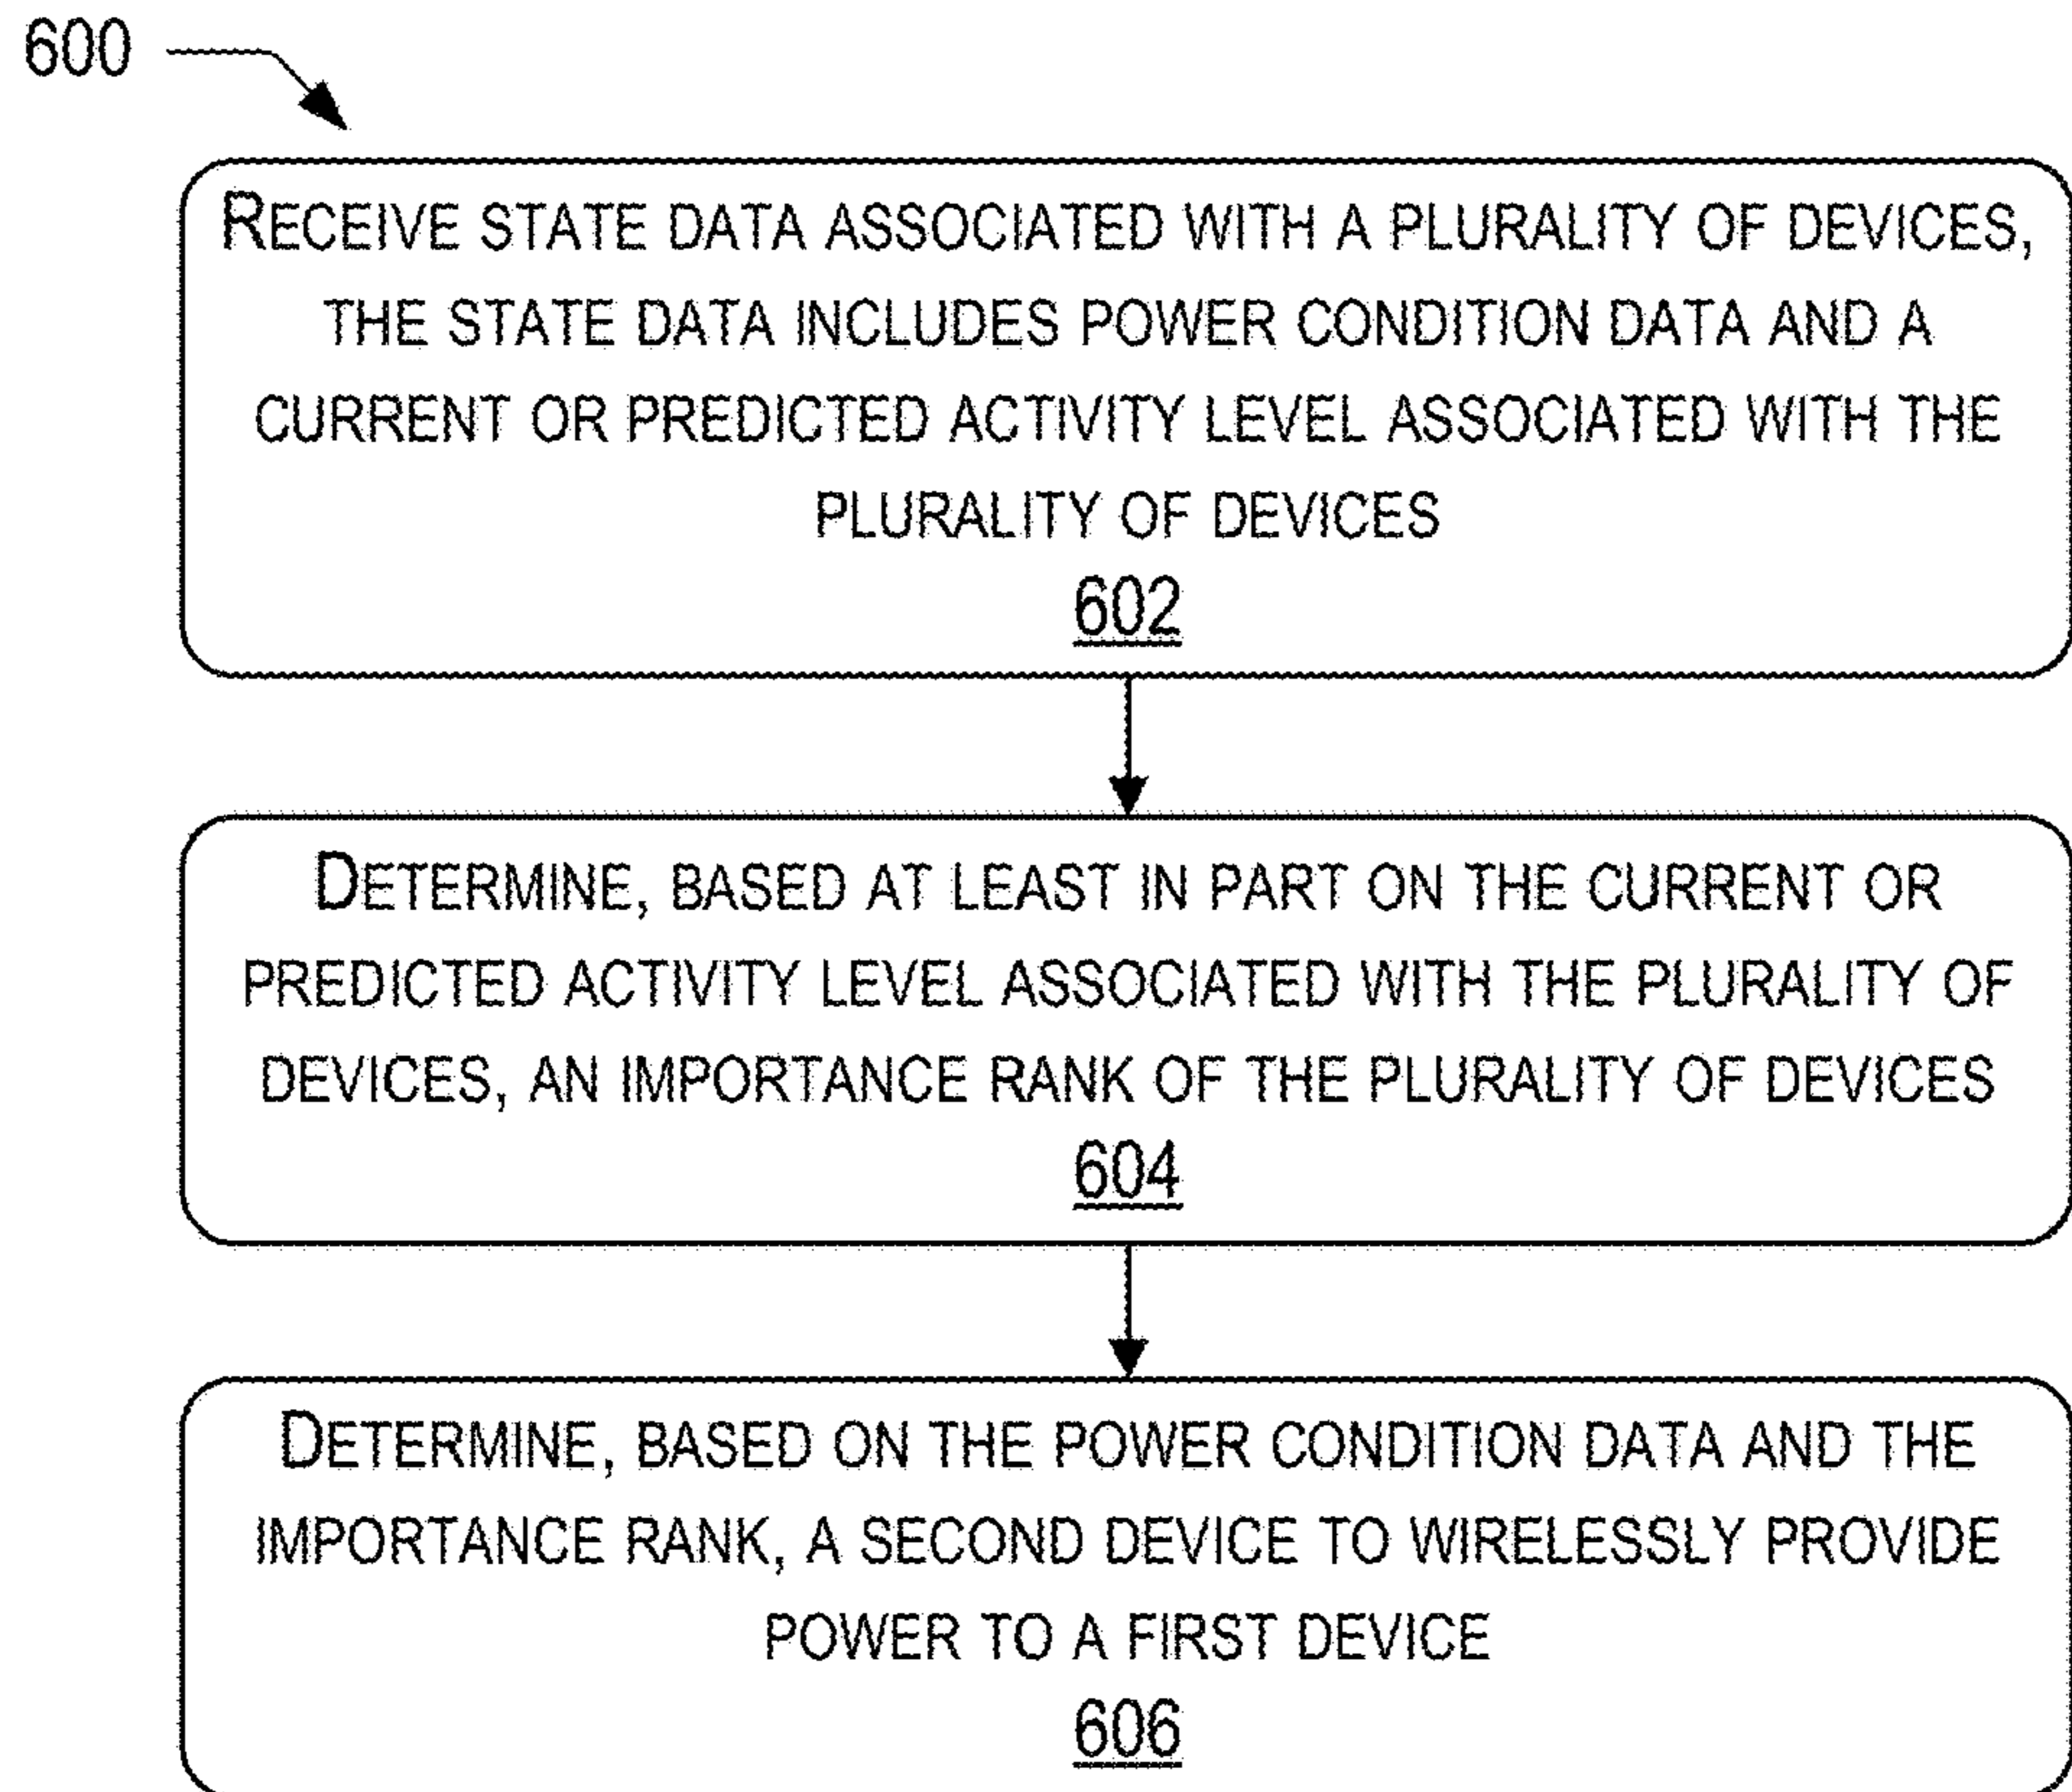 600
RECEIVE STATE DATA ASSOCIATED WITH A PLURALITY OF DEVICES,
THE STATE DATA INCLUDES POWER CONDITION DATA AND A
CURRENT OR PREDICTED ACTIVITY LEVEL ASSOCIATED WITH THE
PLURALITY OF DEVICES
602
DETERMINE, BASED AT LEAST IN PART ON THE CURRENT OR
PREDICTED ACTIVITY LEVEL ASSOCIATED WITH THE PLURALITY OF
DEVICES, AN IMPORTANCE RANK OF THE PLURALITY OF DEVICES
604
DETERMINE, BASED ON THE POWER CONDITION DATA AND THE
IMPORTANCE RANK, A SECOND DEVICE TO WIRELESSLY PROVIDE
POWER TO A FIRST DEVICE
606